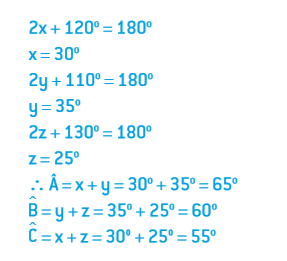 2x + 120º = 180º
x = 30º
2y + 110º = 180º
y = 35º
2z + 130º = 180º
z = 25º
∴ Â = x + y = 30º + 35º = 65º
B̂ = y + z = 35º + 25º = 60º
Ĉ = x + z = 30º + 25º = 55º